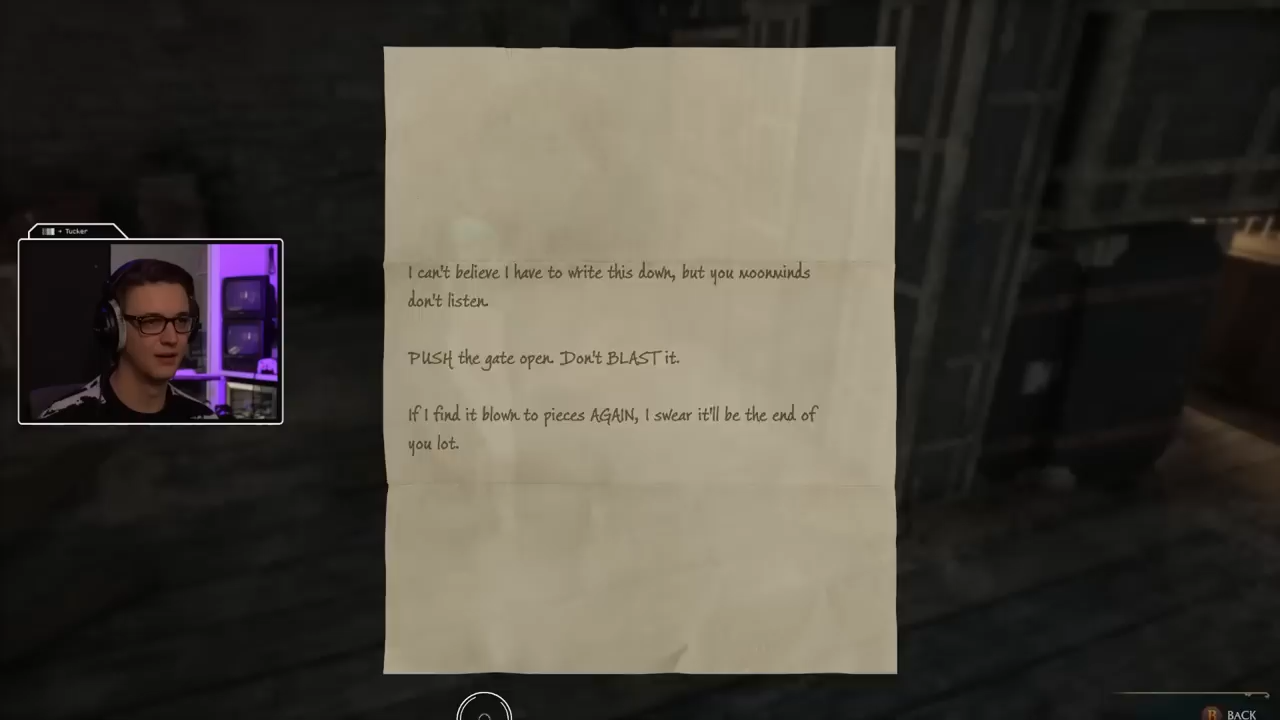 Tucker
I can't believe I have to write this down, but you moonminds
don't listen.
PUSH the gate open. Don't BLAST it.
If I find it blown to pieces AGAIN, I swear it'll be the end of
you lot.
B BACK